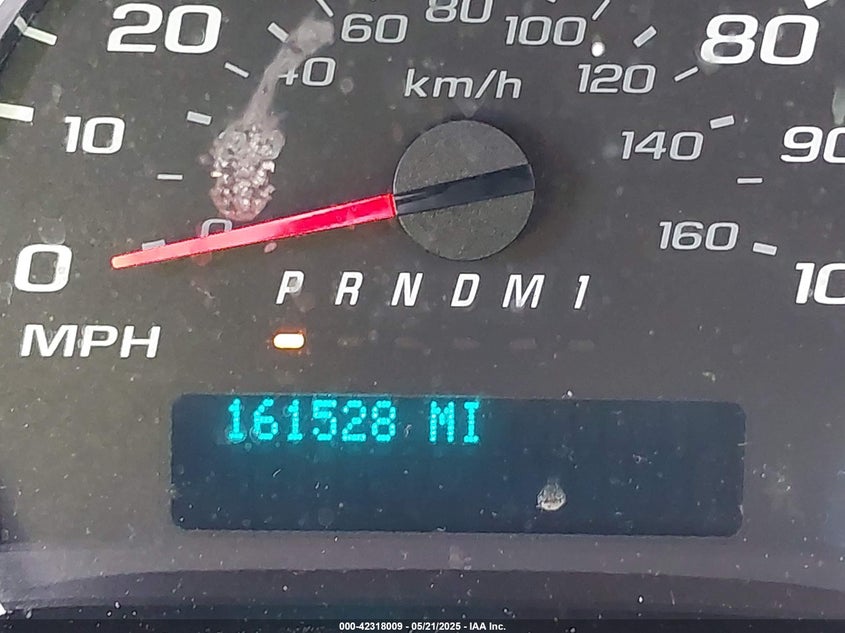 20 60 80 100 80
40 km/h 120
10 140 90
0 160
0 P R N D M 1 10
MPH
161528 MI
000-42318009 - 05/21/2025 - IAA Inc.